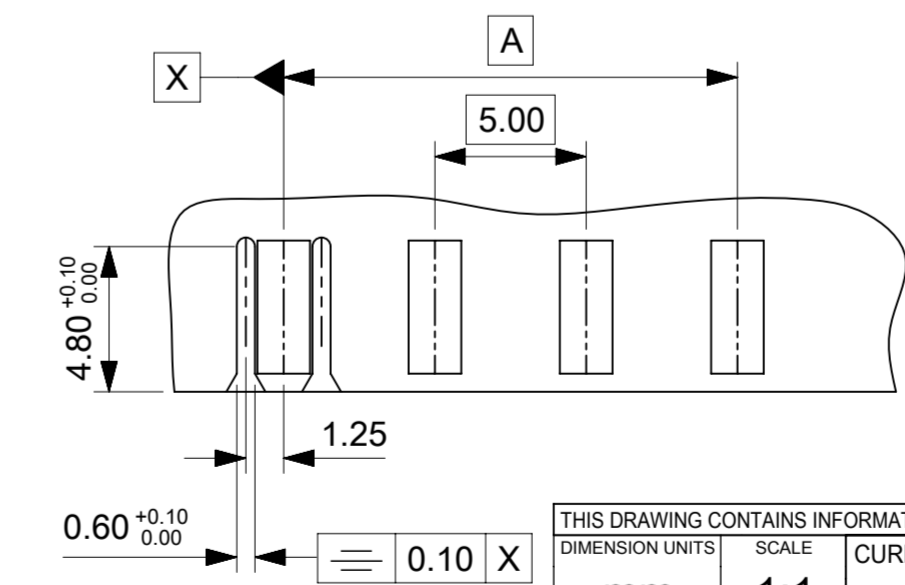 A
X
5.00
4.80 +0.10 0.00
1.25
0.60 +0.10 0.00
0.10 X
THIS DRAWING CONTAINS INFORMAT
DIMENSION UNITS SCALE CUR